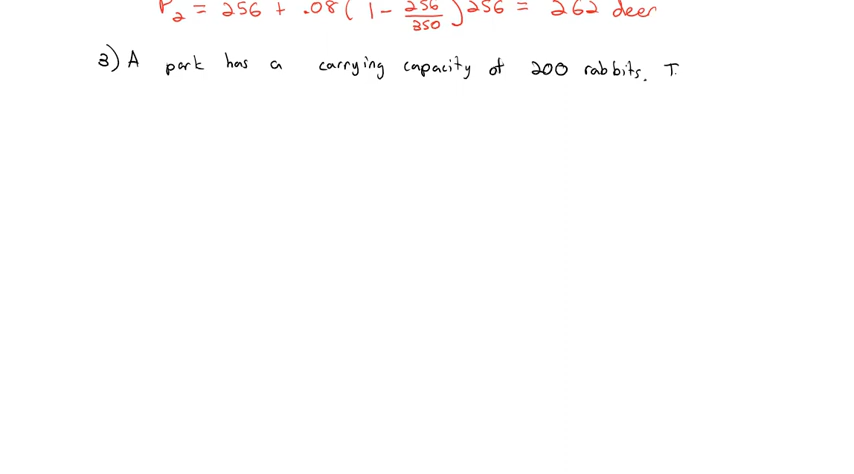 P₂ = 256 + .08(1 - 256/350)256 = 262 deer
3) A park has a carrying capacity of 200 rabbits. T